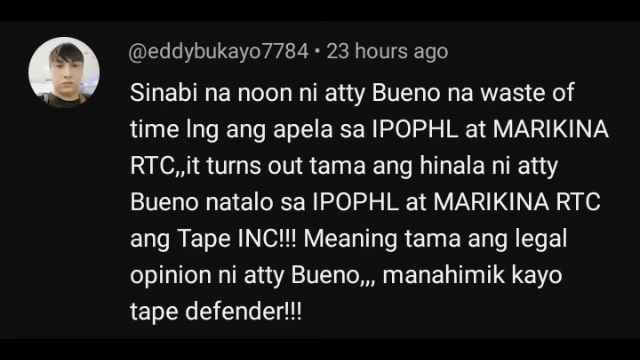 @eddybukayo7784 • 23 hours ago
Sinabi na noon ni atty Bueno na waste of
time lng ang apela sa IPOPHL at MARIKINA
RTC,,it turns out tama ang hinala ni atty
Bueno natalo sa IPOPHL at MARIKINA RTC
ang Tape INC!!! Meaning tama ang legal
opinion ni atty Bueno,,, manahimik kayo
tape defender!!!